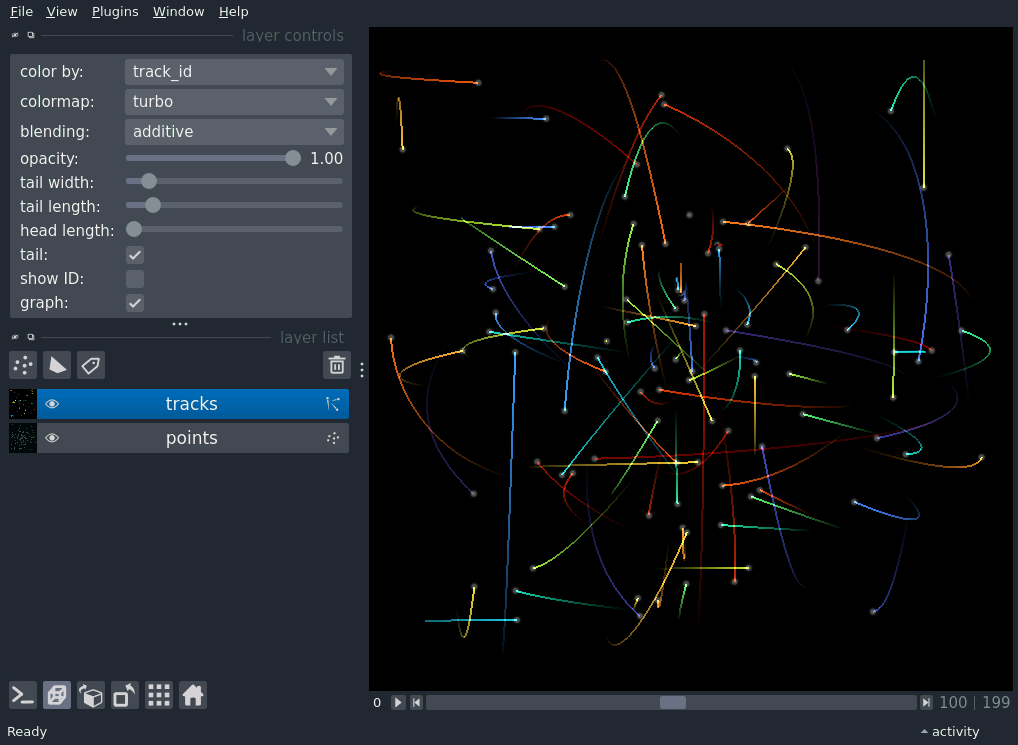 File View Plugins Window Help
layer controls
color by: track_id
colormap: turbo
blending: additive
opacity: 1.00
tail width:
tail length:
head length:
tail:
show ID:
graph:
layer list
tracks
points
0 100 | 199
Ready activity